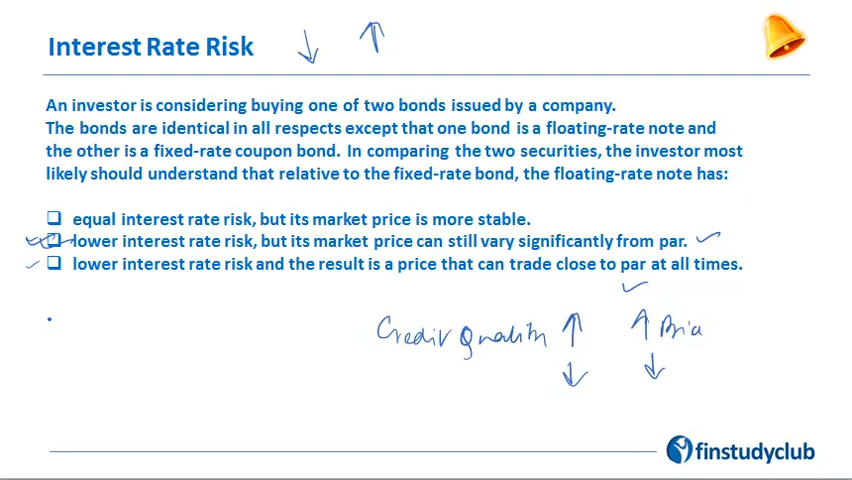 Interest Rate Risk
An investor is considering buying one of two bonds issued by a company.
The bonds are identical in all respects except that one bond is a floating-rate note and
the other is a fixed-rate coupon bond. In comparing the two securities, the investor most
likely should understand that relative to the fixed-rate bond, the floating-rate note has:
equal interest rate risk, but its market price is more stable.
lower interest rate risk, but its market price can still vary significantly from par.
lower interest rate risk and the result is a price that can trade close to par at all times.
Credit Quality
finstudyclub